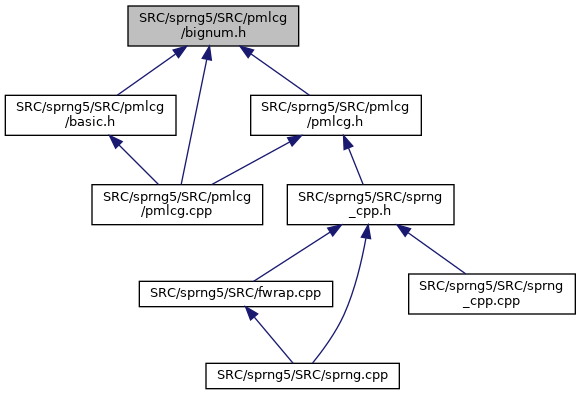 SRC/sprng5/SRC/pmlcg
/bignum.h
SRC/sprng5/SRC/pmlcg
/basic.h
SRC/sprng5/SRC/pmlcg
/pmlcg.h
SRC/sprng5/SRC/pmlcg
/pmlcg.cpp
SRC/sprng5/SRC/sprng
_cpp.h
SRC/sprng5/SRC/fwrap.cpp
SRC/sprng5/SRC/sprng
_cpp.cpp
SRC/sprng5/SRC/sprng.cpp